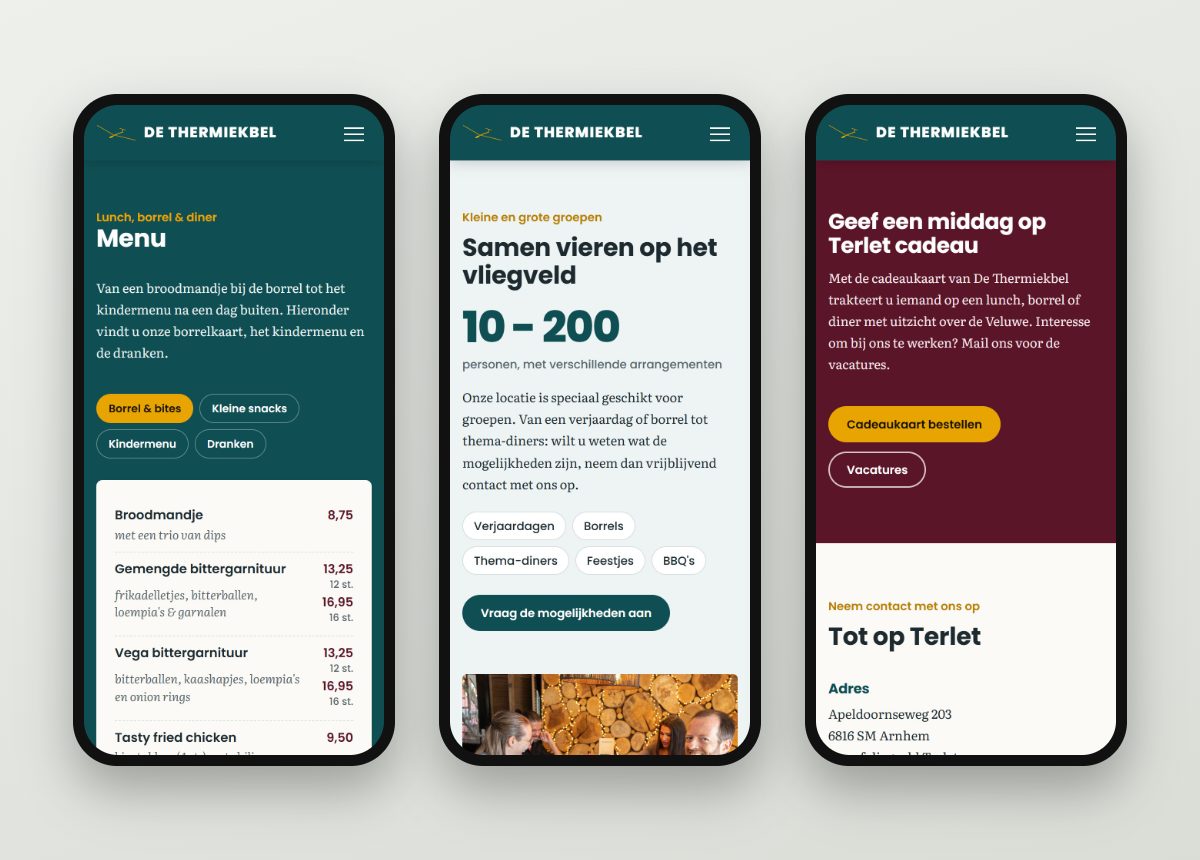 DE THERMIEKBEL
Lunch, borrel & diner
Menu
Van een broodmandje bij de borrel tot het
kindermenu na een dag buiten. Hieronder
vindt u onze borrelkaart, het kindermenu en
de dranken.
Borrel & bites
Kleine snacks
Kindermenu
Dranken
Broodmandje 8,75
met een trio van dips
Gemengde bittergarnituur 13,25
12 st.
frikadelletjes, bitterballen,
loempia's & garnalen
16,95
16 st.
Vega bittergarnituur 13,25
12 st.
bitterballen, kaashapjes, loempia's
en onion rings
16,95
16 st.
Tasty fried chicken 9,50
DE THERMIEKBEL
Kleine en grote groepen
Samen vieren op het
vliegveld
10 – 200
personen, met verschillende arrangementen
Onze locatie is speciaal geschikt voor
groepen. Van een verjaardag of borrel tot
thema-diners: wilt u weten wat de
mogelijkheden zijn, neem dan vrijblijvend
contact met ons op.
Verjaardagen
Borrels
Thema-diners
Feestjes
BBQ's
Vraag de mogelijkheden aan
DE THERMIEKBEL
Geef een middag op
Terlet cadeau
Met de cadeaukaart van De Thermiekbel
trakteert u iemand op een lunch, borrel of
diner met uitzicht over de Veluwe. Interesse
om bij ons te werken? Mail ons voor de
vacatures.
Cadeaukaart bestellen
Vacatures
Neem contact met ons op
Tot op Terlet
Adres
Apeldoornseweg 203
6816 SM Arnhem